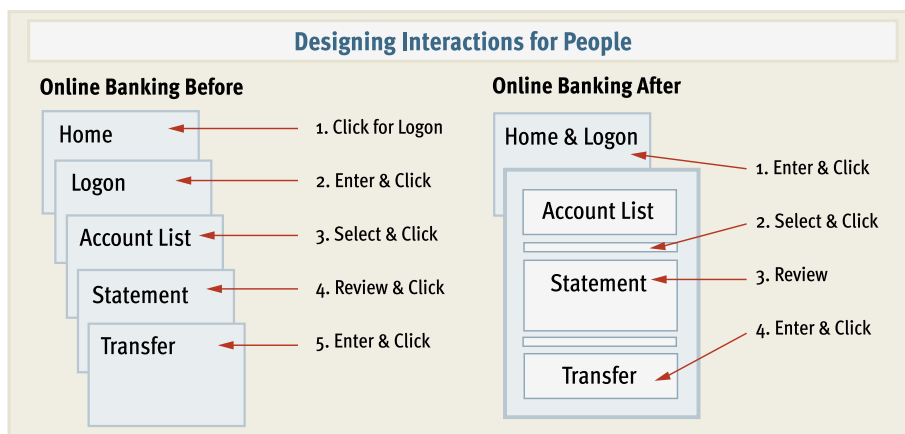 Designing Interactions for People
Online Banking Before
Home
1. Click for Logon
Logon
2. Enter & Click
Account List
3. Select & Click
Statement
4. Review & Click
Transfer
5. Enter & Click
Online Banking After
Home & Logon
1. Enter & Click
Account List
2. Select & Click
Statement
3. Review
Transfer
4. Enter & Click